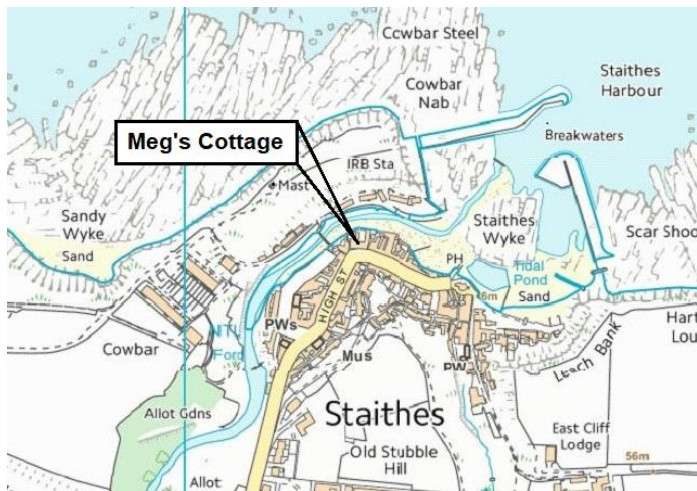 Cowbar Steel
Cowbar
Nab
Staithes
Harbour
Breakwaters
Meg's Cottage
IRB Sta
Mast
Sandy
Wyke
Sand
Staithes
Wyke
Scar Shoo
PH
Tidal
Pond
6m
Sand
HIGH ST
PWs
NTL
Ford
Cowbar
Mus
PW
Hart
Lou
Leach Bank
Allot Gdns
Staithes
East Cliff
Lodge
Old Stubble
Hill
56m
Allot